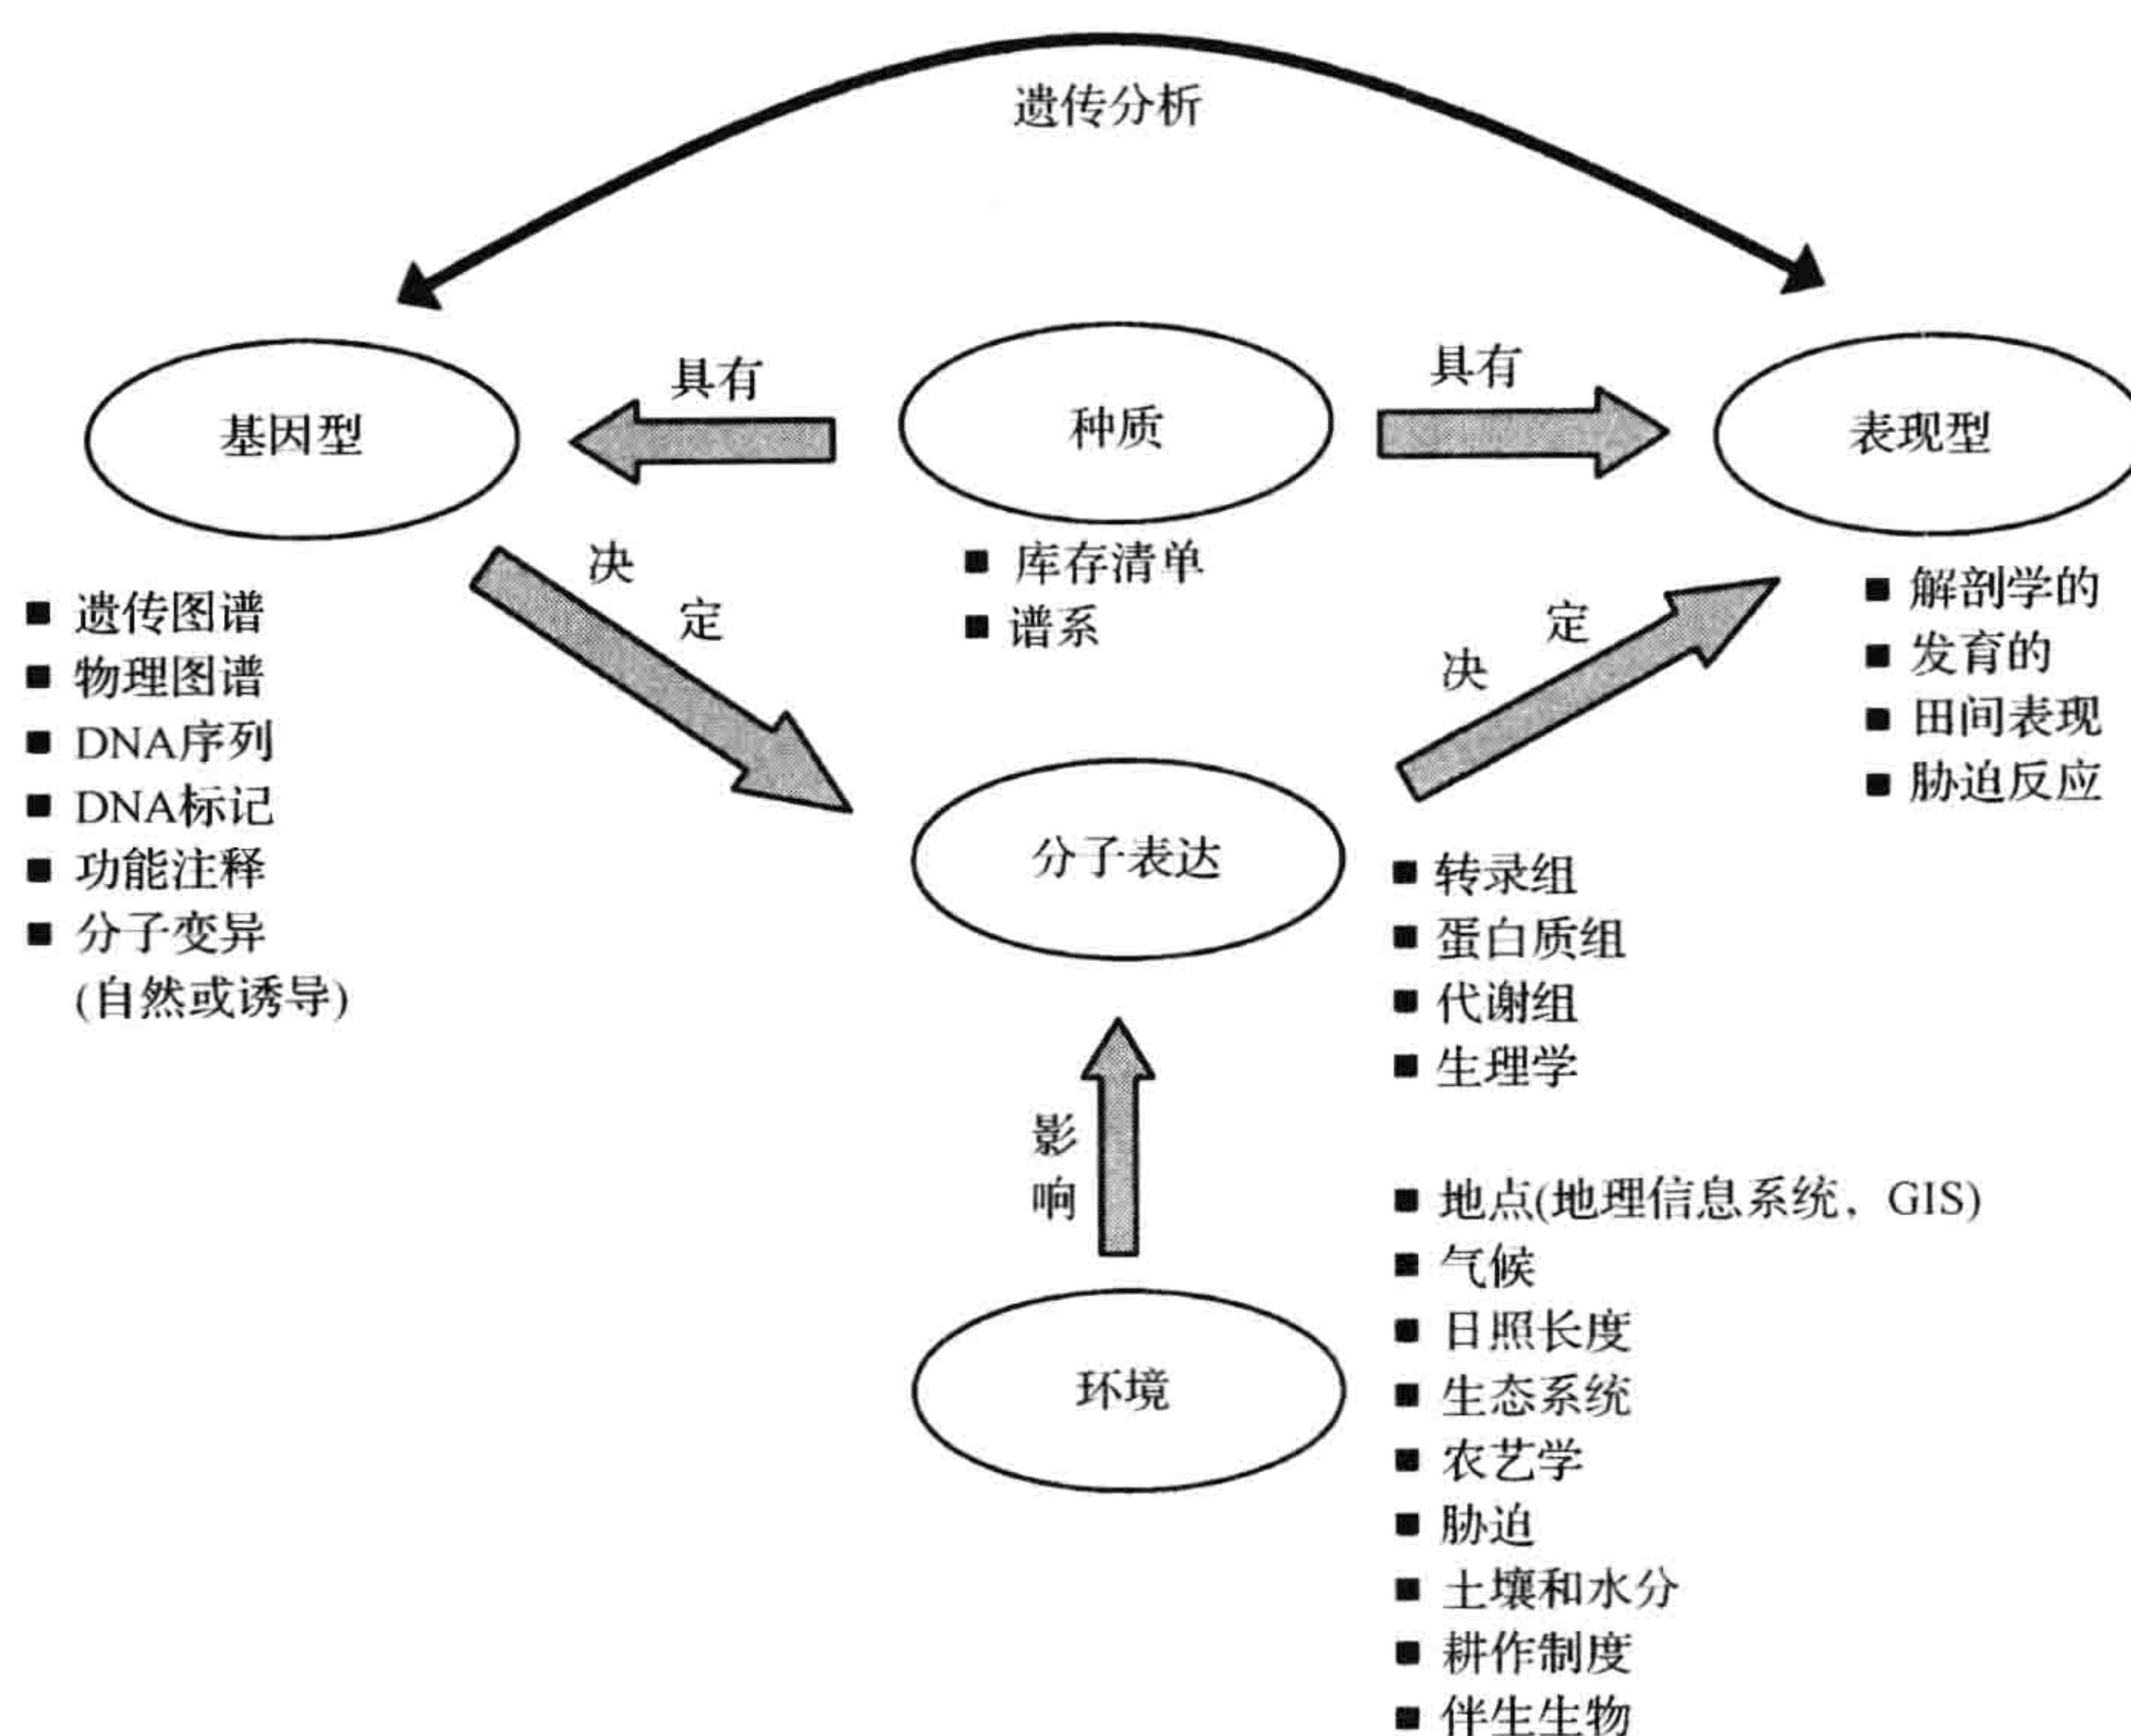 遗传分析
具有
具有
基因型
种质
表现型
决定
库存清单
谱系
决定
解剖学的
发育的
田间表现
胁迫反应
遗传图谱
物理图谱
DNA序列
DNA标记
功能注释
分子变异
(自然或诱导)
分子表达
转录组
蛋白质组
代谢组
生理学
影响
环境
地点(地理信息系统，GIS)
气候
日照长度
生态系统
农艺学
胁迫
土壤和水分
耕作制度
伴生生物